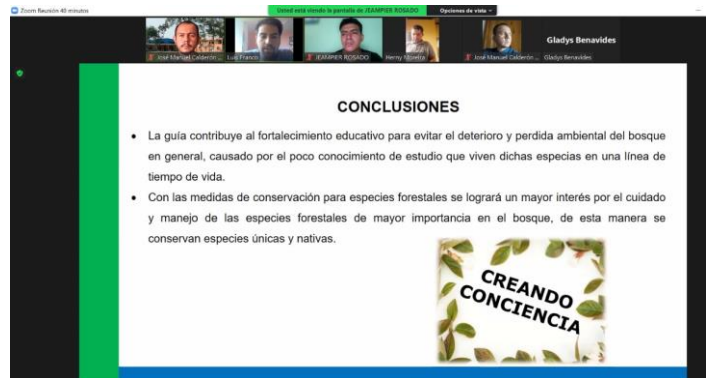 Zoom Reunión 40 minutos
Usted está viendo la pantalla de JEAMPIER ROSADO
Opciones de vista
José Manuel Calderón ...
Luis Franco
JEAMPIER ROSADO
Herny Moreira
José Manuel Calderón ...
Gladys Benavides
Gladys Benavides
CONCLUSIONES
• La guía contribuye al fortalecimiento educativo para evitar el deterioro y perdida ambiental del bosque
en general, causado por el poco conocimiento de estudio que viven dichas especias en una línea de
tiempo de vida.
• Con las medidas de conservación para especies forestales se logrará un mayor interés por el cuidado
y manejo de las especies forestales de mayor importancia en el bosque, de esta manera se
conservan especies únicas y nativas.
CREANDO
CONCIENCIA